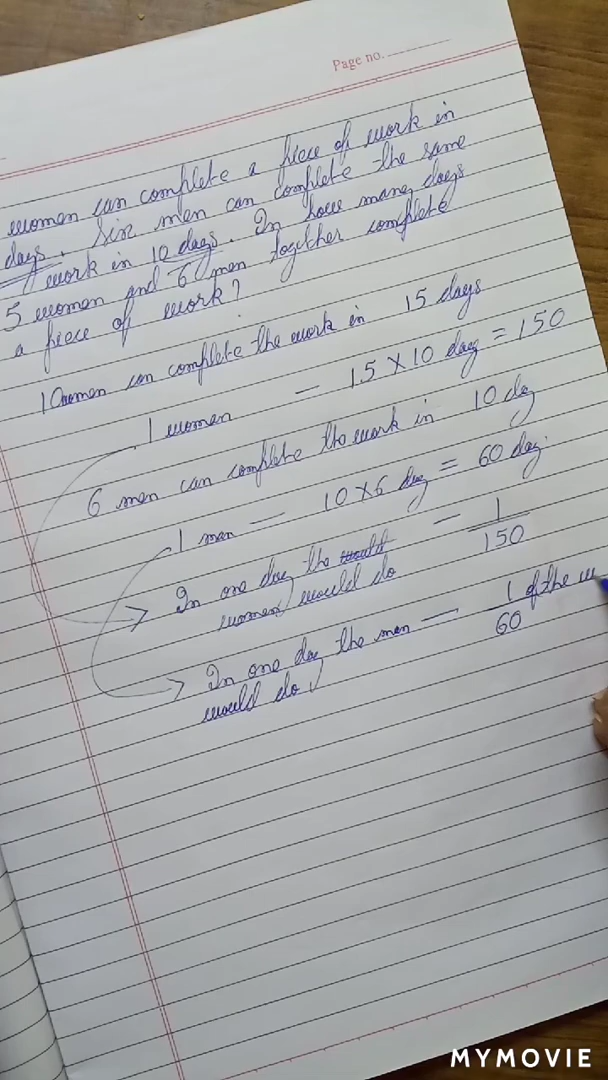 Page no.
women can complete a piece of work in
days. Six men can complete the same
work in 10 days. In how many days
5 women and 6 men together complete
a piece of work?
10 women can complete the work in 15 days
1 women — 15 × 10 day = 150
6 men can complete the work in 10 day
1 man — 10 × 6 day = 60 day.
In one day the women would do — 1/150
In one day the man would do — 1/60 of the
MYMOVIE